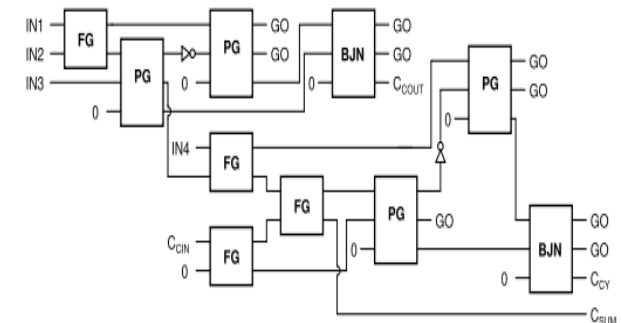 IN1 FG PG GO GO
IN2
IN3 PG 0 0
BJN GO GO C_COUT 0
PG GO GO 0
IN4 FG
FG
PG GO 0
C_CIN FG 0
BJN GO GO C_CY 0
C_SUM